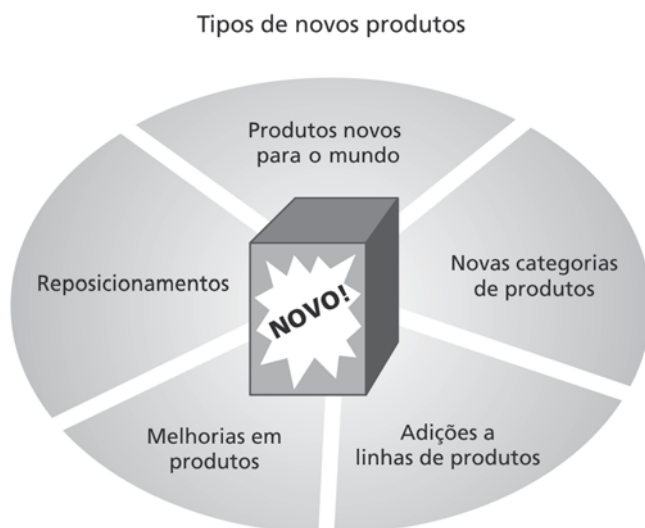 Tipos de novos produtos
Produtos novos
para o mundo
Novas categorias
de produtos
Adições a
linhas de produtos
Melhorias em
produtos
Reposicionamentos
NOVO!